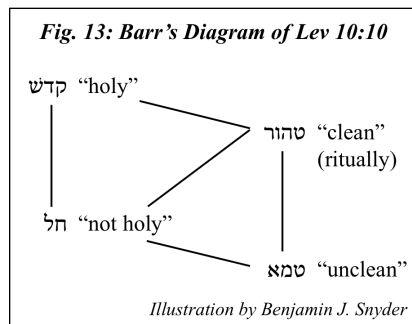 Fig. 13: Barr’s Diagram of Lev 10:10
קדשׁ “holy”
טהור “clean”
(ritually)
חל “not holy”
טמא “unclean”
Illustration by Benjamin J. Snyder